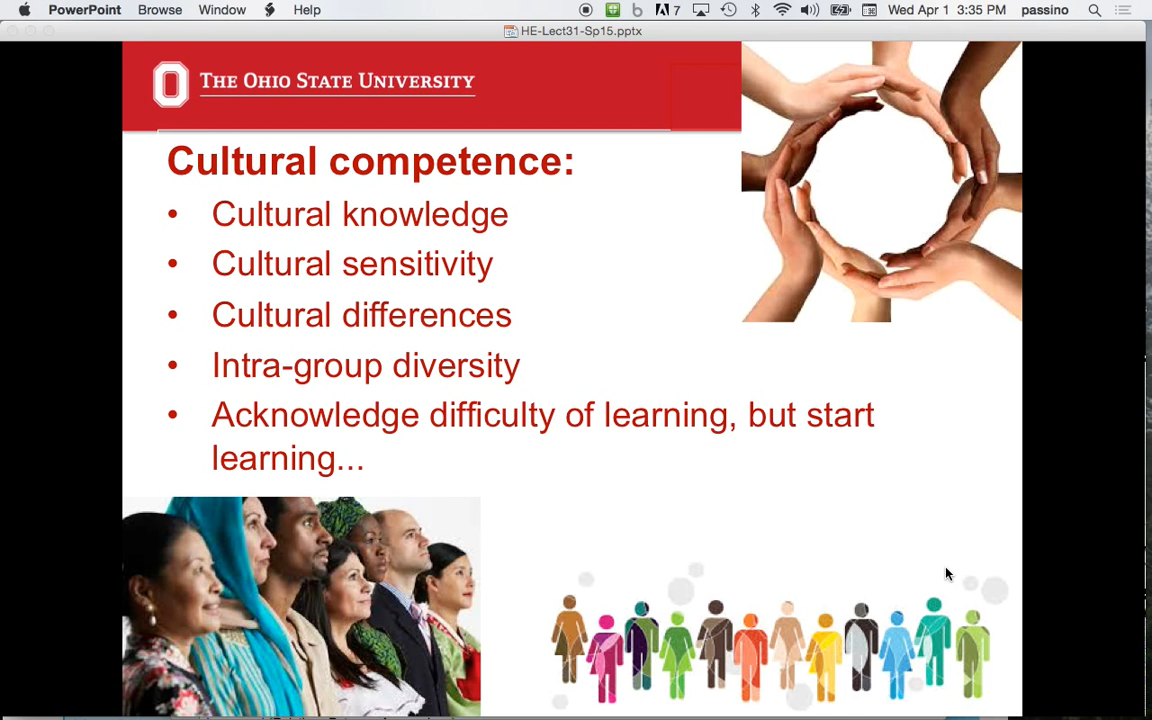 PowerPoint Browse Window Help 7 Wed Apr 1 3:35 PM passino
HE-Lect31-Sp15.pptx
THE OHIO STATE UNIVERSITY
Cultural competence:
• Cultural knowledge
• Cultural sensitivity
• Cultural differences
• Intra-group diversity
• Acknowledge difficulty of learning, but start
learning...